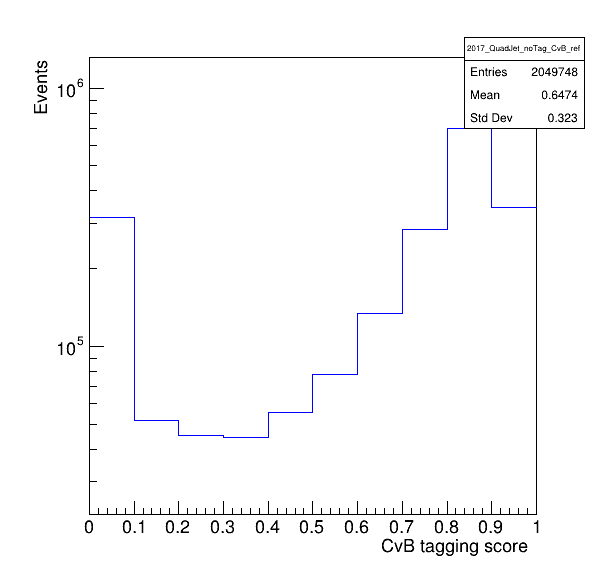 2017_QuadJet_noTag_CvB_ref
Entries 2049748
Mean 0.6474
Std Dev 0.323
Events
10^6
10^5
0 0.1 0.2 0.3 0.4 0.5 0.6 0.7 0.8 0.9 1
CvB tagging score